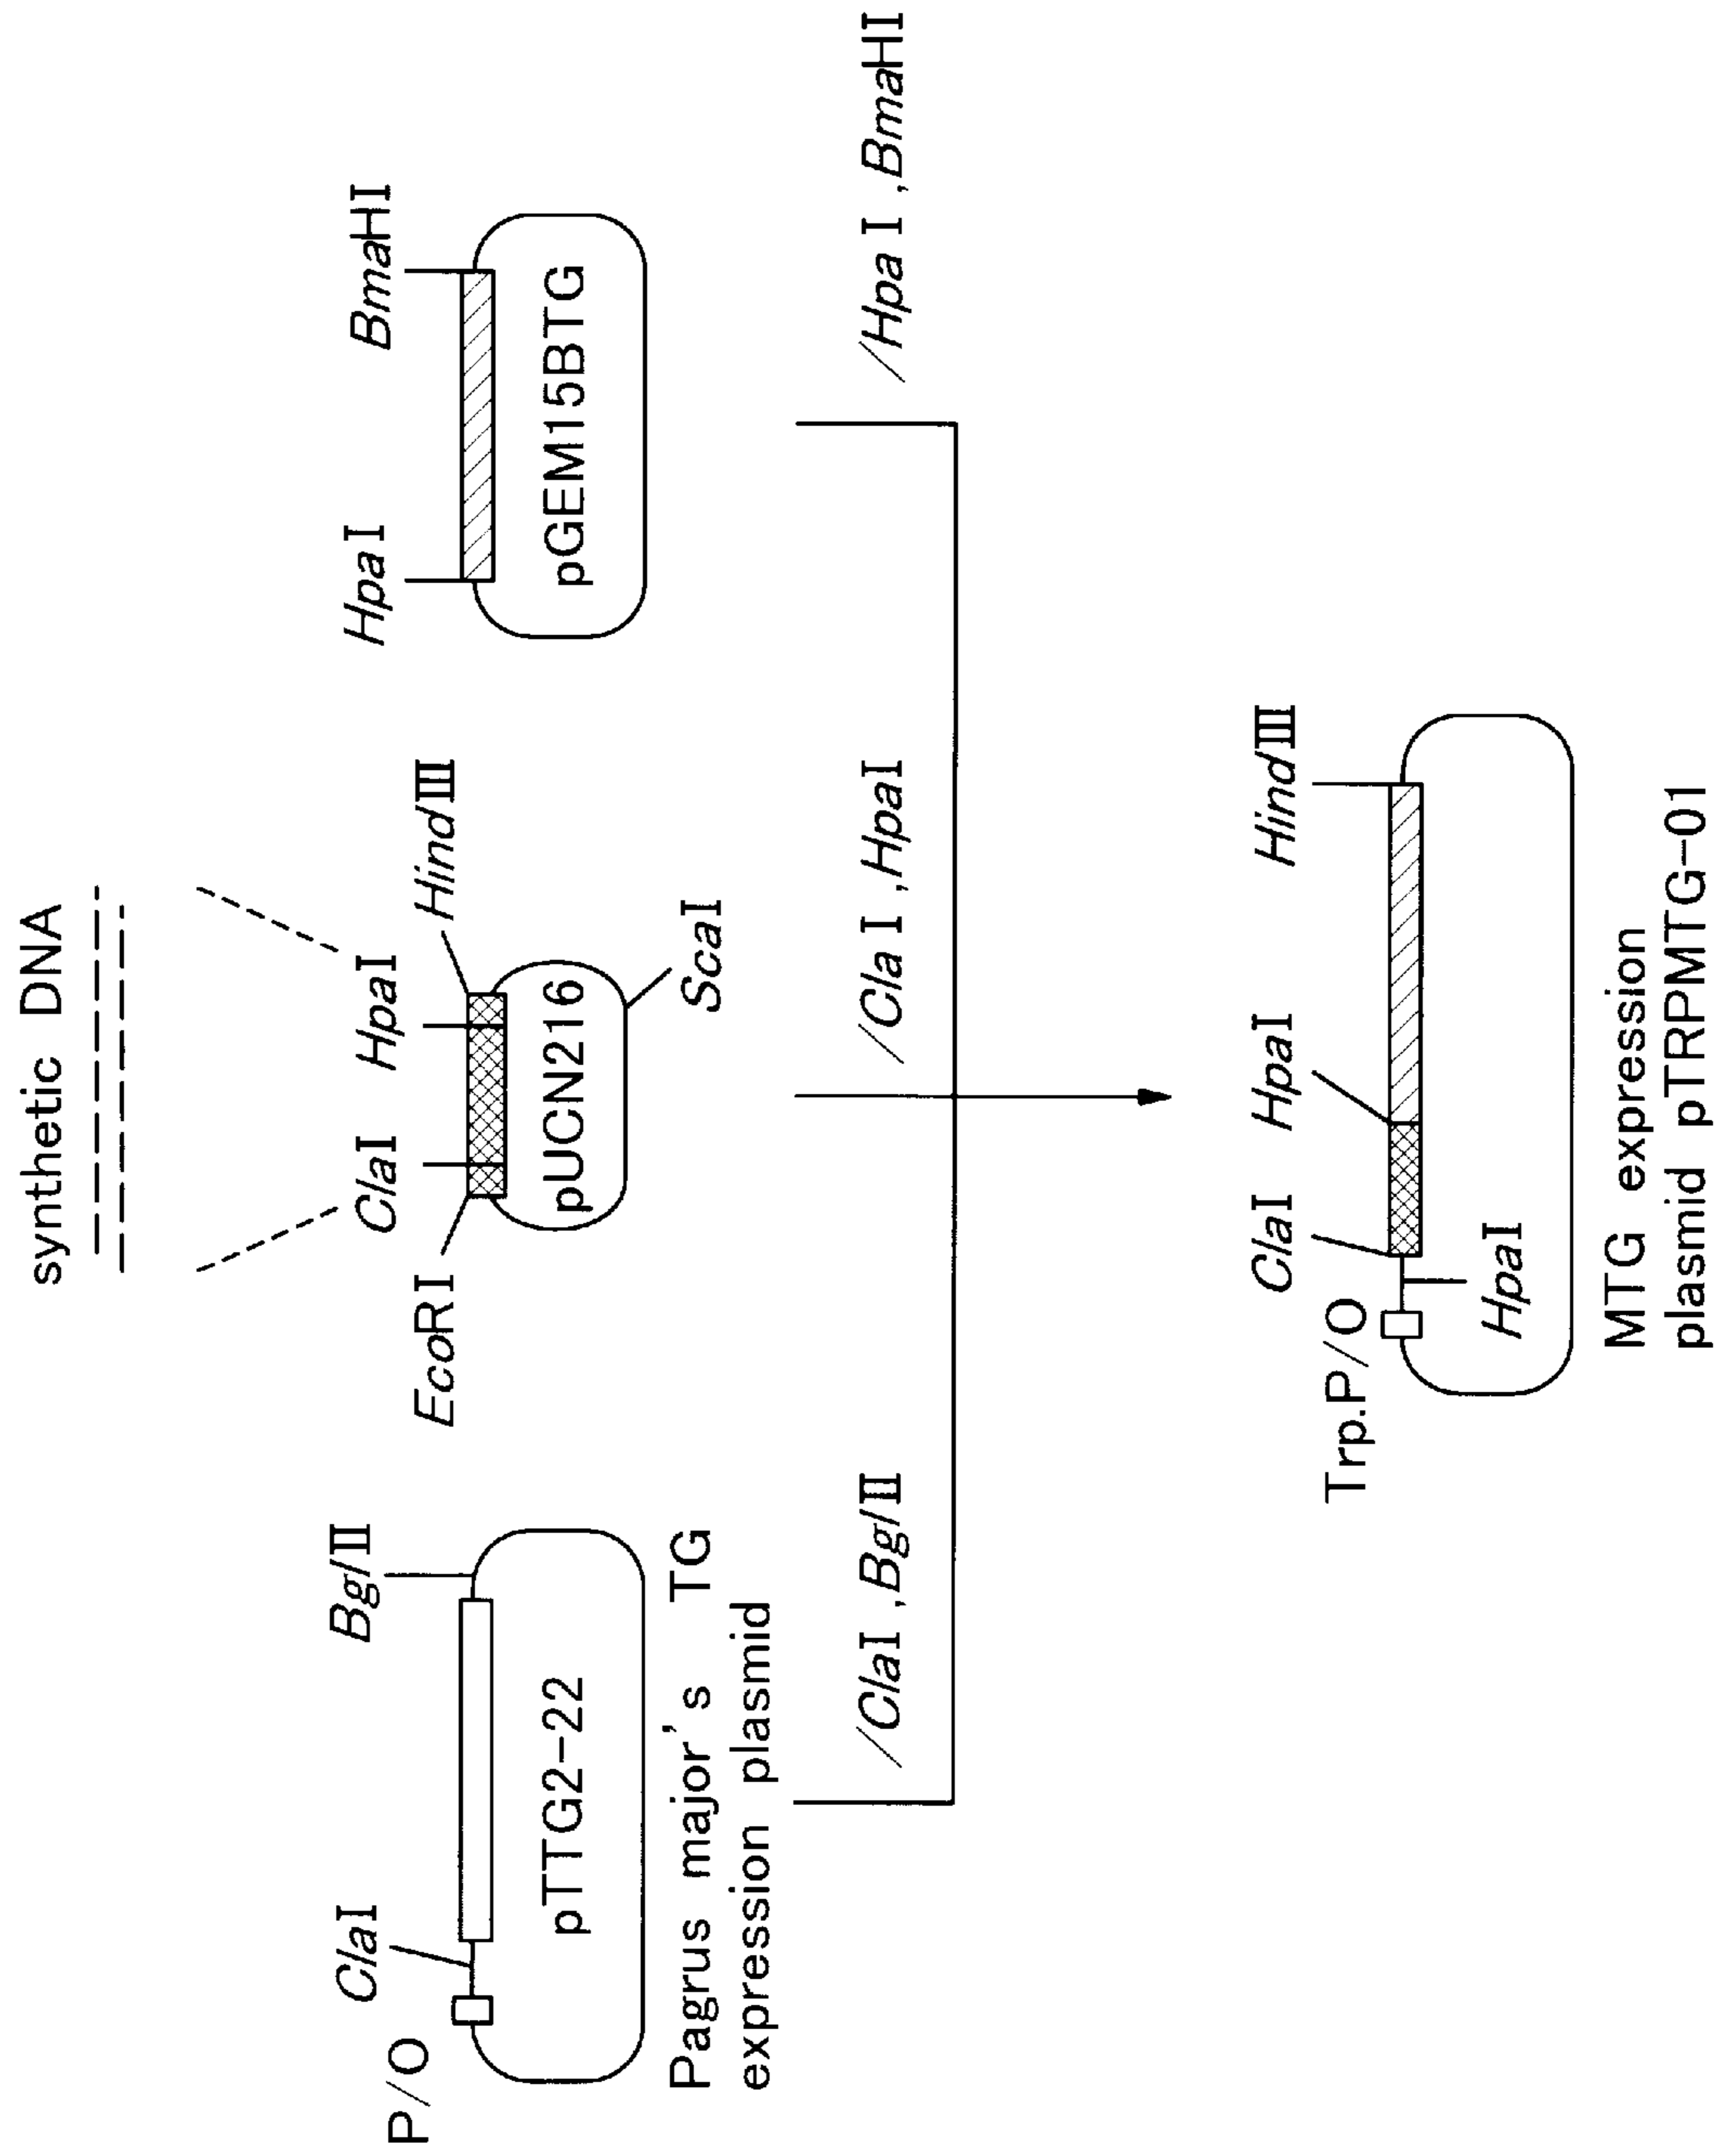 synthetic DNA
P/O
ClaI
BglII
pTTG2-22
Pagrus major's TG
expression plasmid
ClaI
HpaI
EcoRI
HindIII
pUCN216
ScaI
HpaI
BmaHI
pGEM15BTG
/ClaI,BglII
/ClaI,HpaI
/HpaI,BmaHI
Trp.P/O
ClaI
HpaI
HindIII
HpaI
MTG expression
plasmid pTRPMTG-01